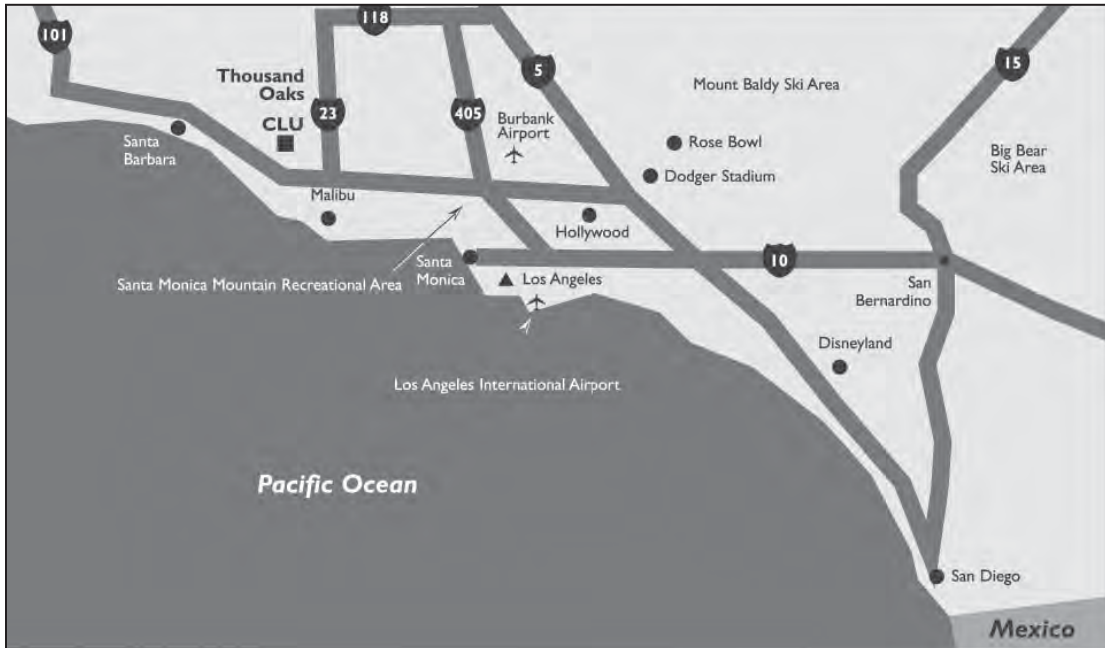 118
101
5
15
Thousand
Oaks
Mount Baldy Ski Area
23
405
Burbank
Airport
CLU
Santa
Barbara
Rose Bowl
Big Bear
Ski Area
Dodger Stadium
Malibu
Hollywood
Santa
Monica
10
Santa Monica Mountain Recreational Area
Los Angeles
San
Bernardino
Disneyland
Los Angeles International Airport
Pacific Ocean
San Diego
Mexico